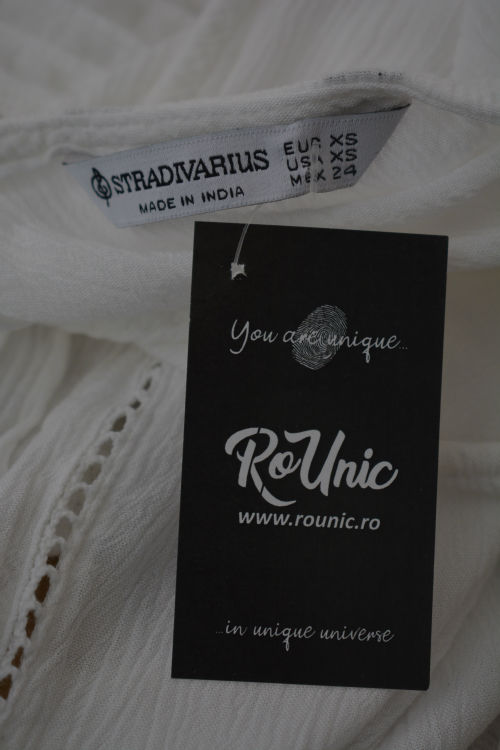 STRADIVARIUS
MADE IN INDIA
EUR XS
USA XS
MEX 24
You are unique...
RoUnic
www.rounic.ro
...in unique universe